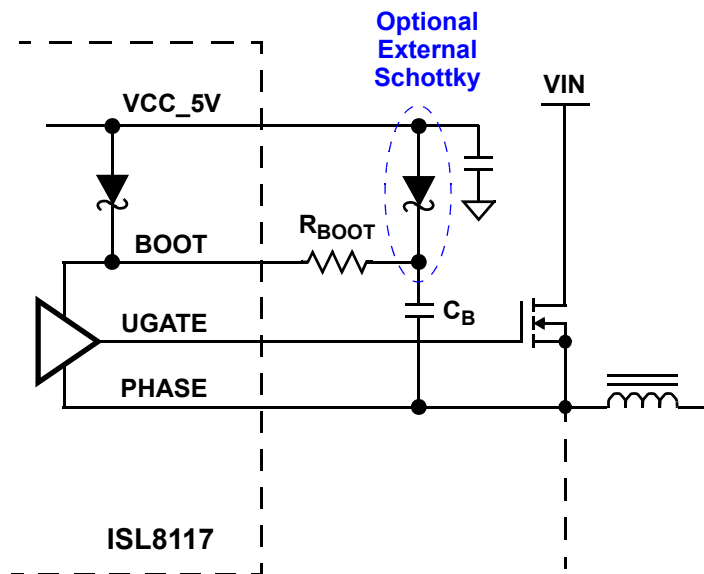 Optional
External
Schottky
VCC_5V
VIN
RBOOT
BOOT
CB
UGATE
PHASE
ISL8117